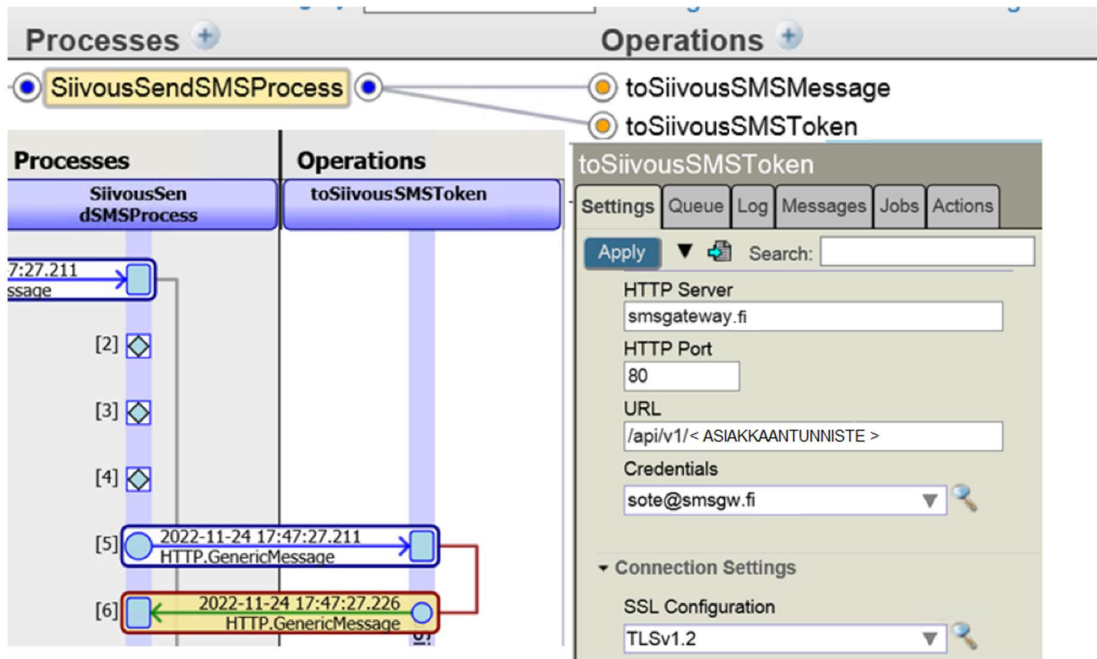 Processes
Operations
SiivousSendSMSProcess
toSiivousSMSMessage
toSiivousSMSToken
Processes
Operations
SiivousSen
dSMSProcess
toSiivousSMSToken
7:27.211
ssage
[2]
[3]
[4]
[5]
2022-11-24 17:47:27.211
HTTP.GenericMessage
[6]
2022-11-24 17:47:27.226
HTTP.GenericMessage
toSiivousSMSToken
Settings Queue Log Messages Jobs Actions
Apply Search:
HTTP Server
smsgateway.fi
HTTP Port
80
URL
/api/v1/< ASIAKKAANTUNNISTE >
Credentials
sote@smsgw.fi
Connection Settings
SSL Configuration
TLSv1.2